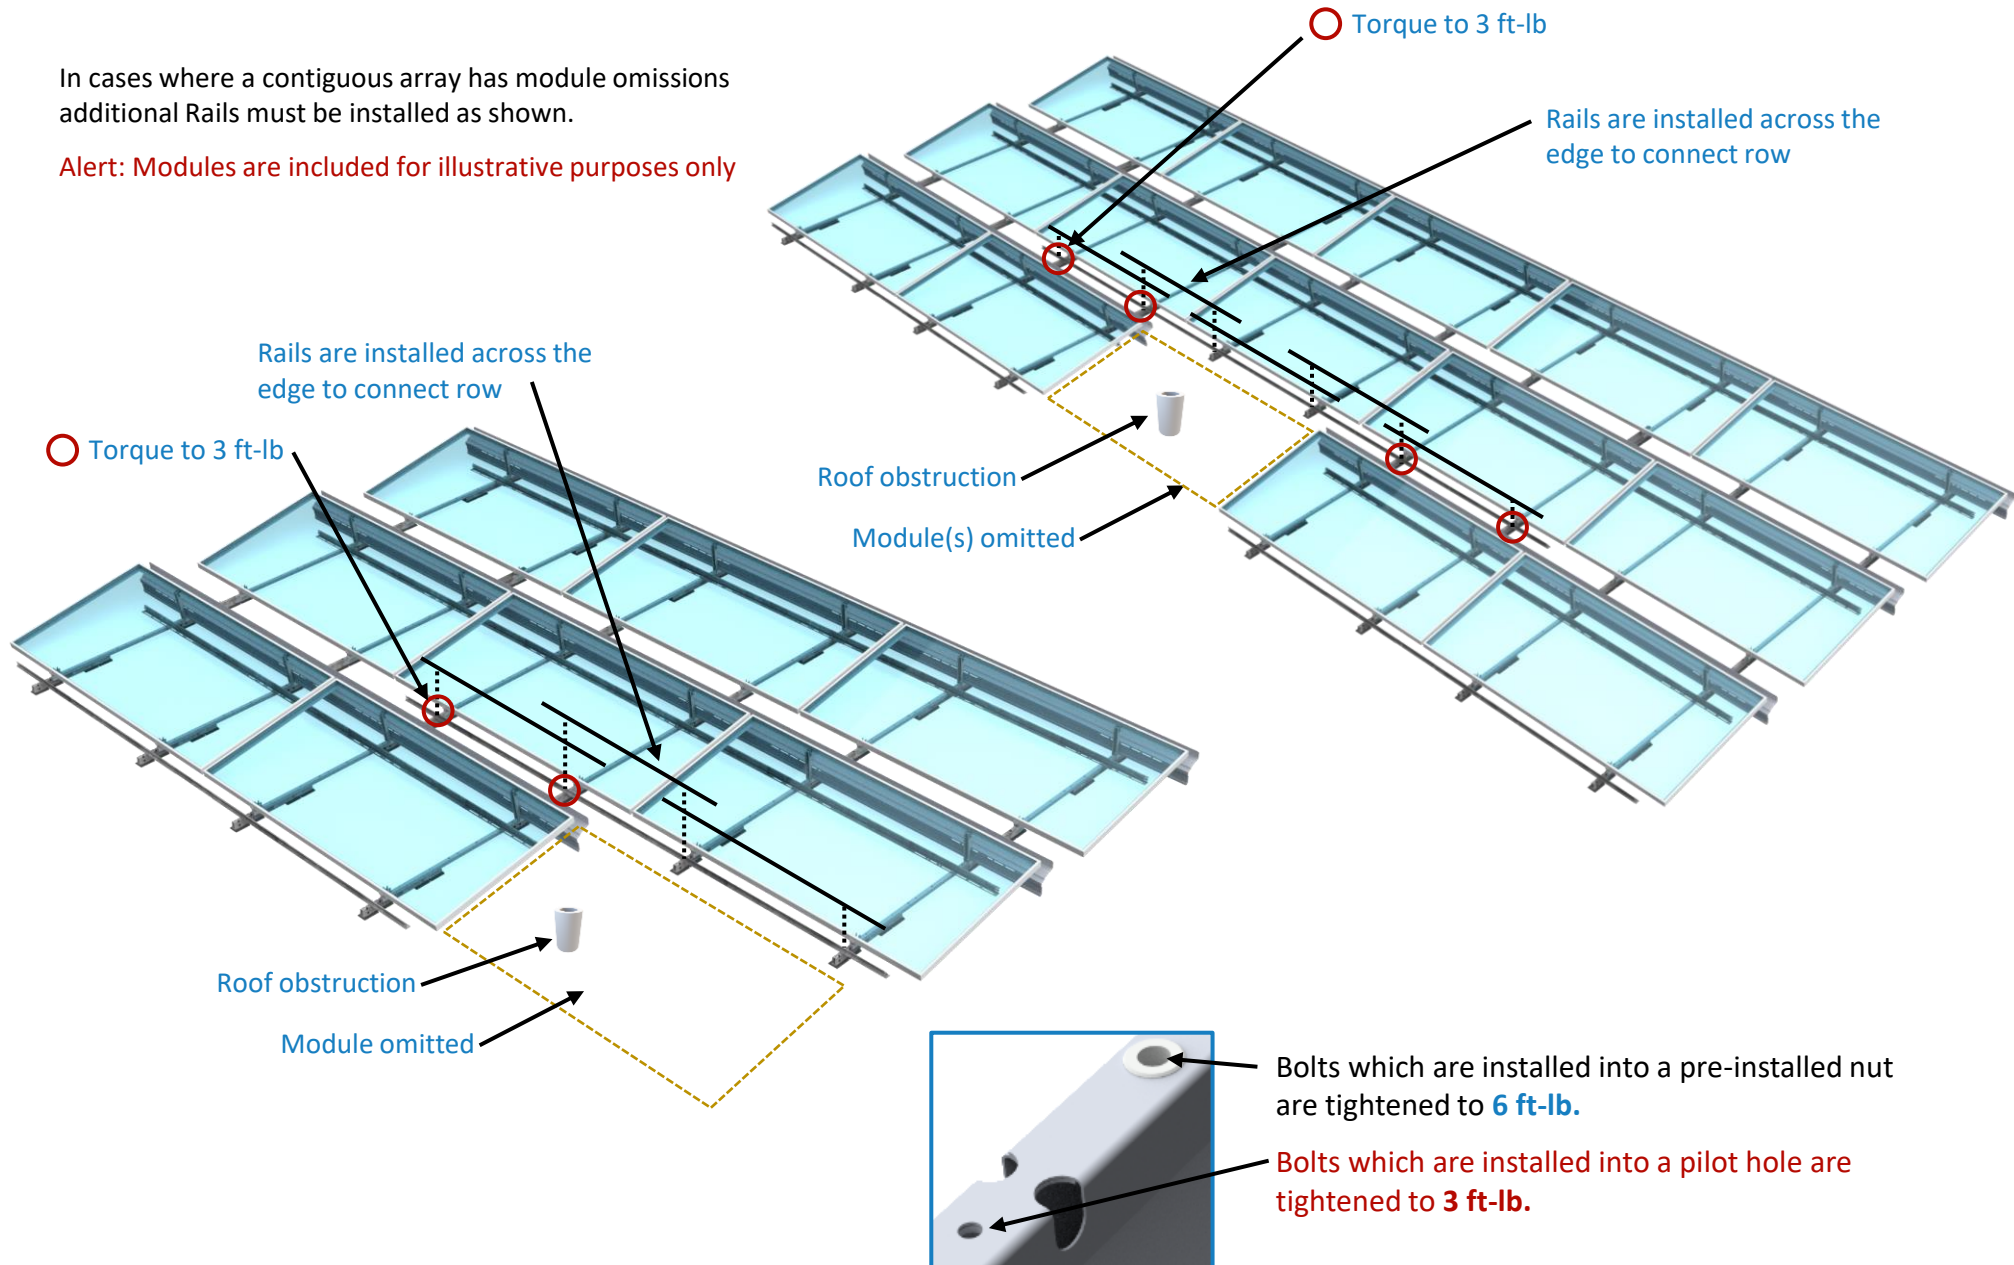 In cases where a contiguous array has module omissions
additional Rails must be installed as shown.
Alert: Modules are included for illustrative purposes only
Torque to 3 ft-lb
Rails are installed across the
edge to connect row
Roof obstruction
Module(s) omitted
Rails are installed across the
edge to connect row
Torque to 3 ft-lb
Roof obstruction
Module omitted
Bolts which are installed into a pre-installed nut
are tightened to 6 ft-lb.
Bolts which are installed into a pilot hole are
tightened to 3 ft-lb.